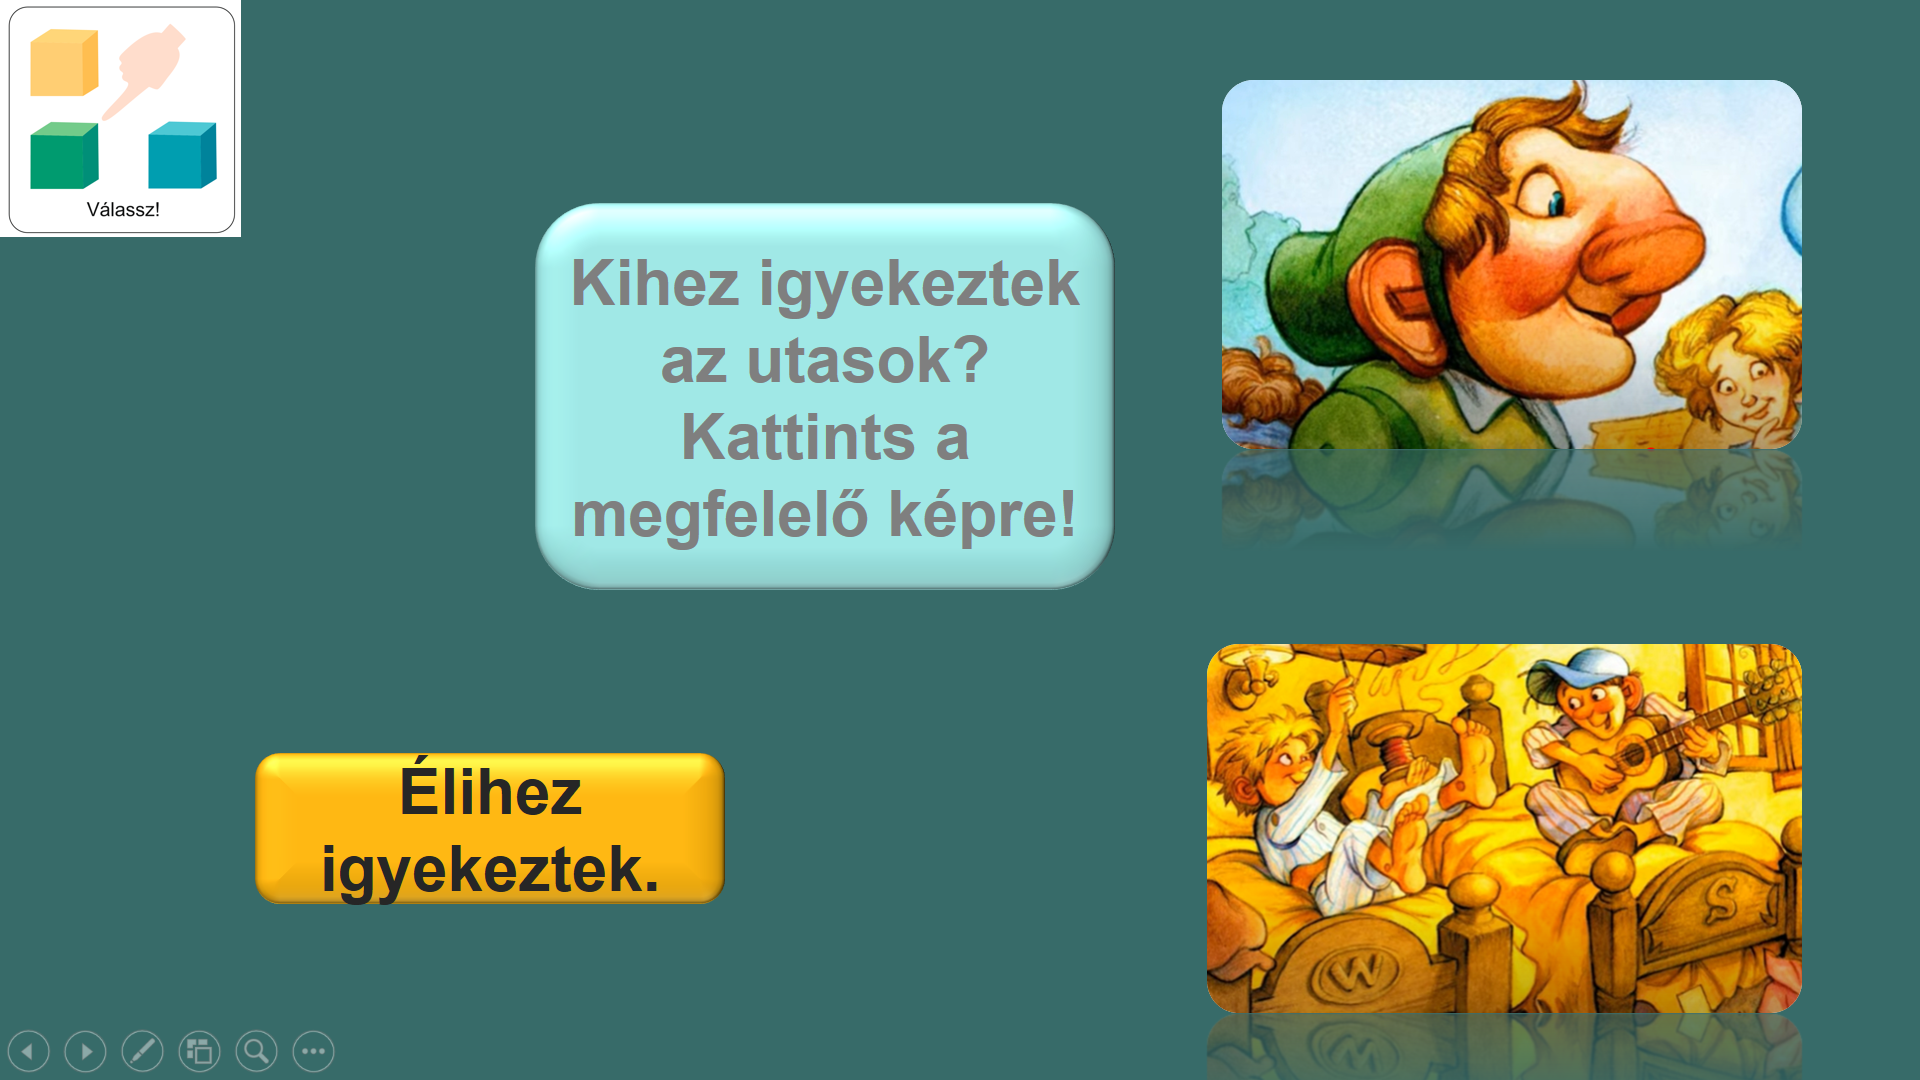 Válassz!
Kihez igyekeztek
az utasok?
Kattints a
megfelelő képre!
Élihez
igyekeztek.
W
S